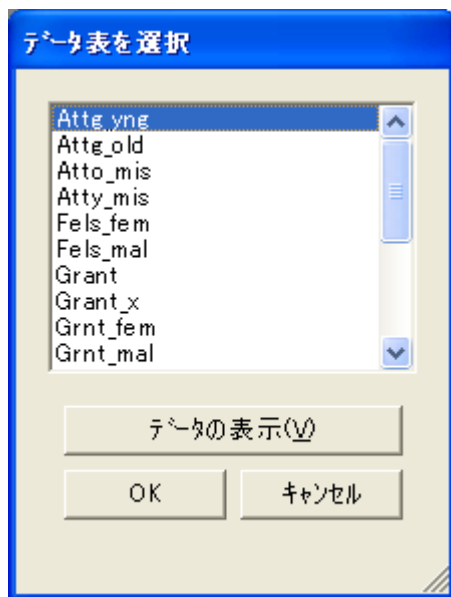 ﾃﾞｰﾀ表を選択
Attg_yng
Attg_old
Atto_mis
Atty_mis
Fels_fem
Fels_mal
Grant
Grant_x
Grnt_fem
Grnt_mal
ﾃﾞｰﾀの表示(V)
OK
ｷｬﾝｾﾙ